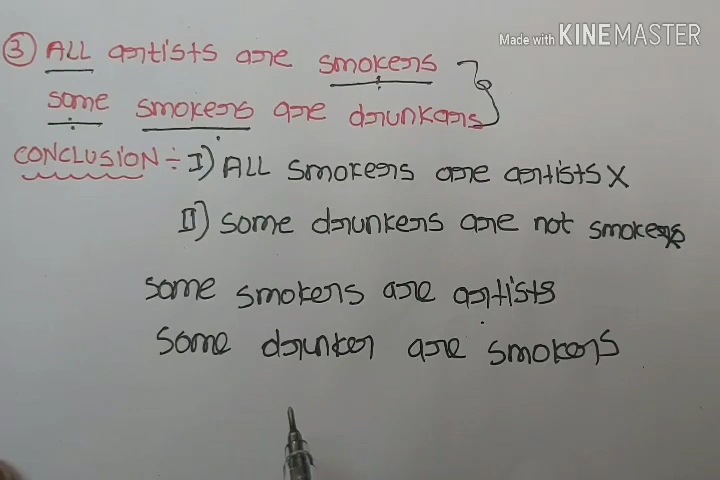 Made with KINEMASTER
③ ALL artists are smokers
some smokers are drunkers
CONCLUSION ÷ I) ALL smokers are artists X
II) some drunkers are not smokers X
some smokers are artists
some drunker are smokers